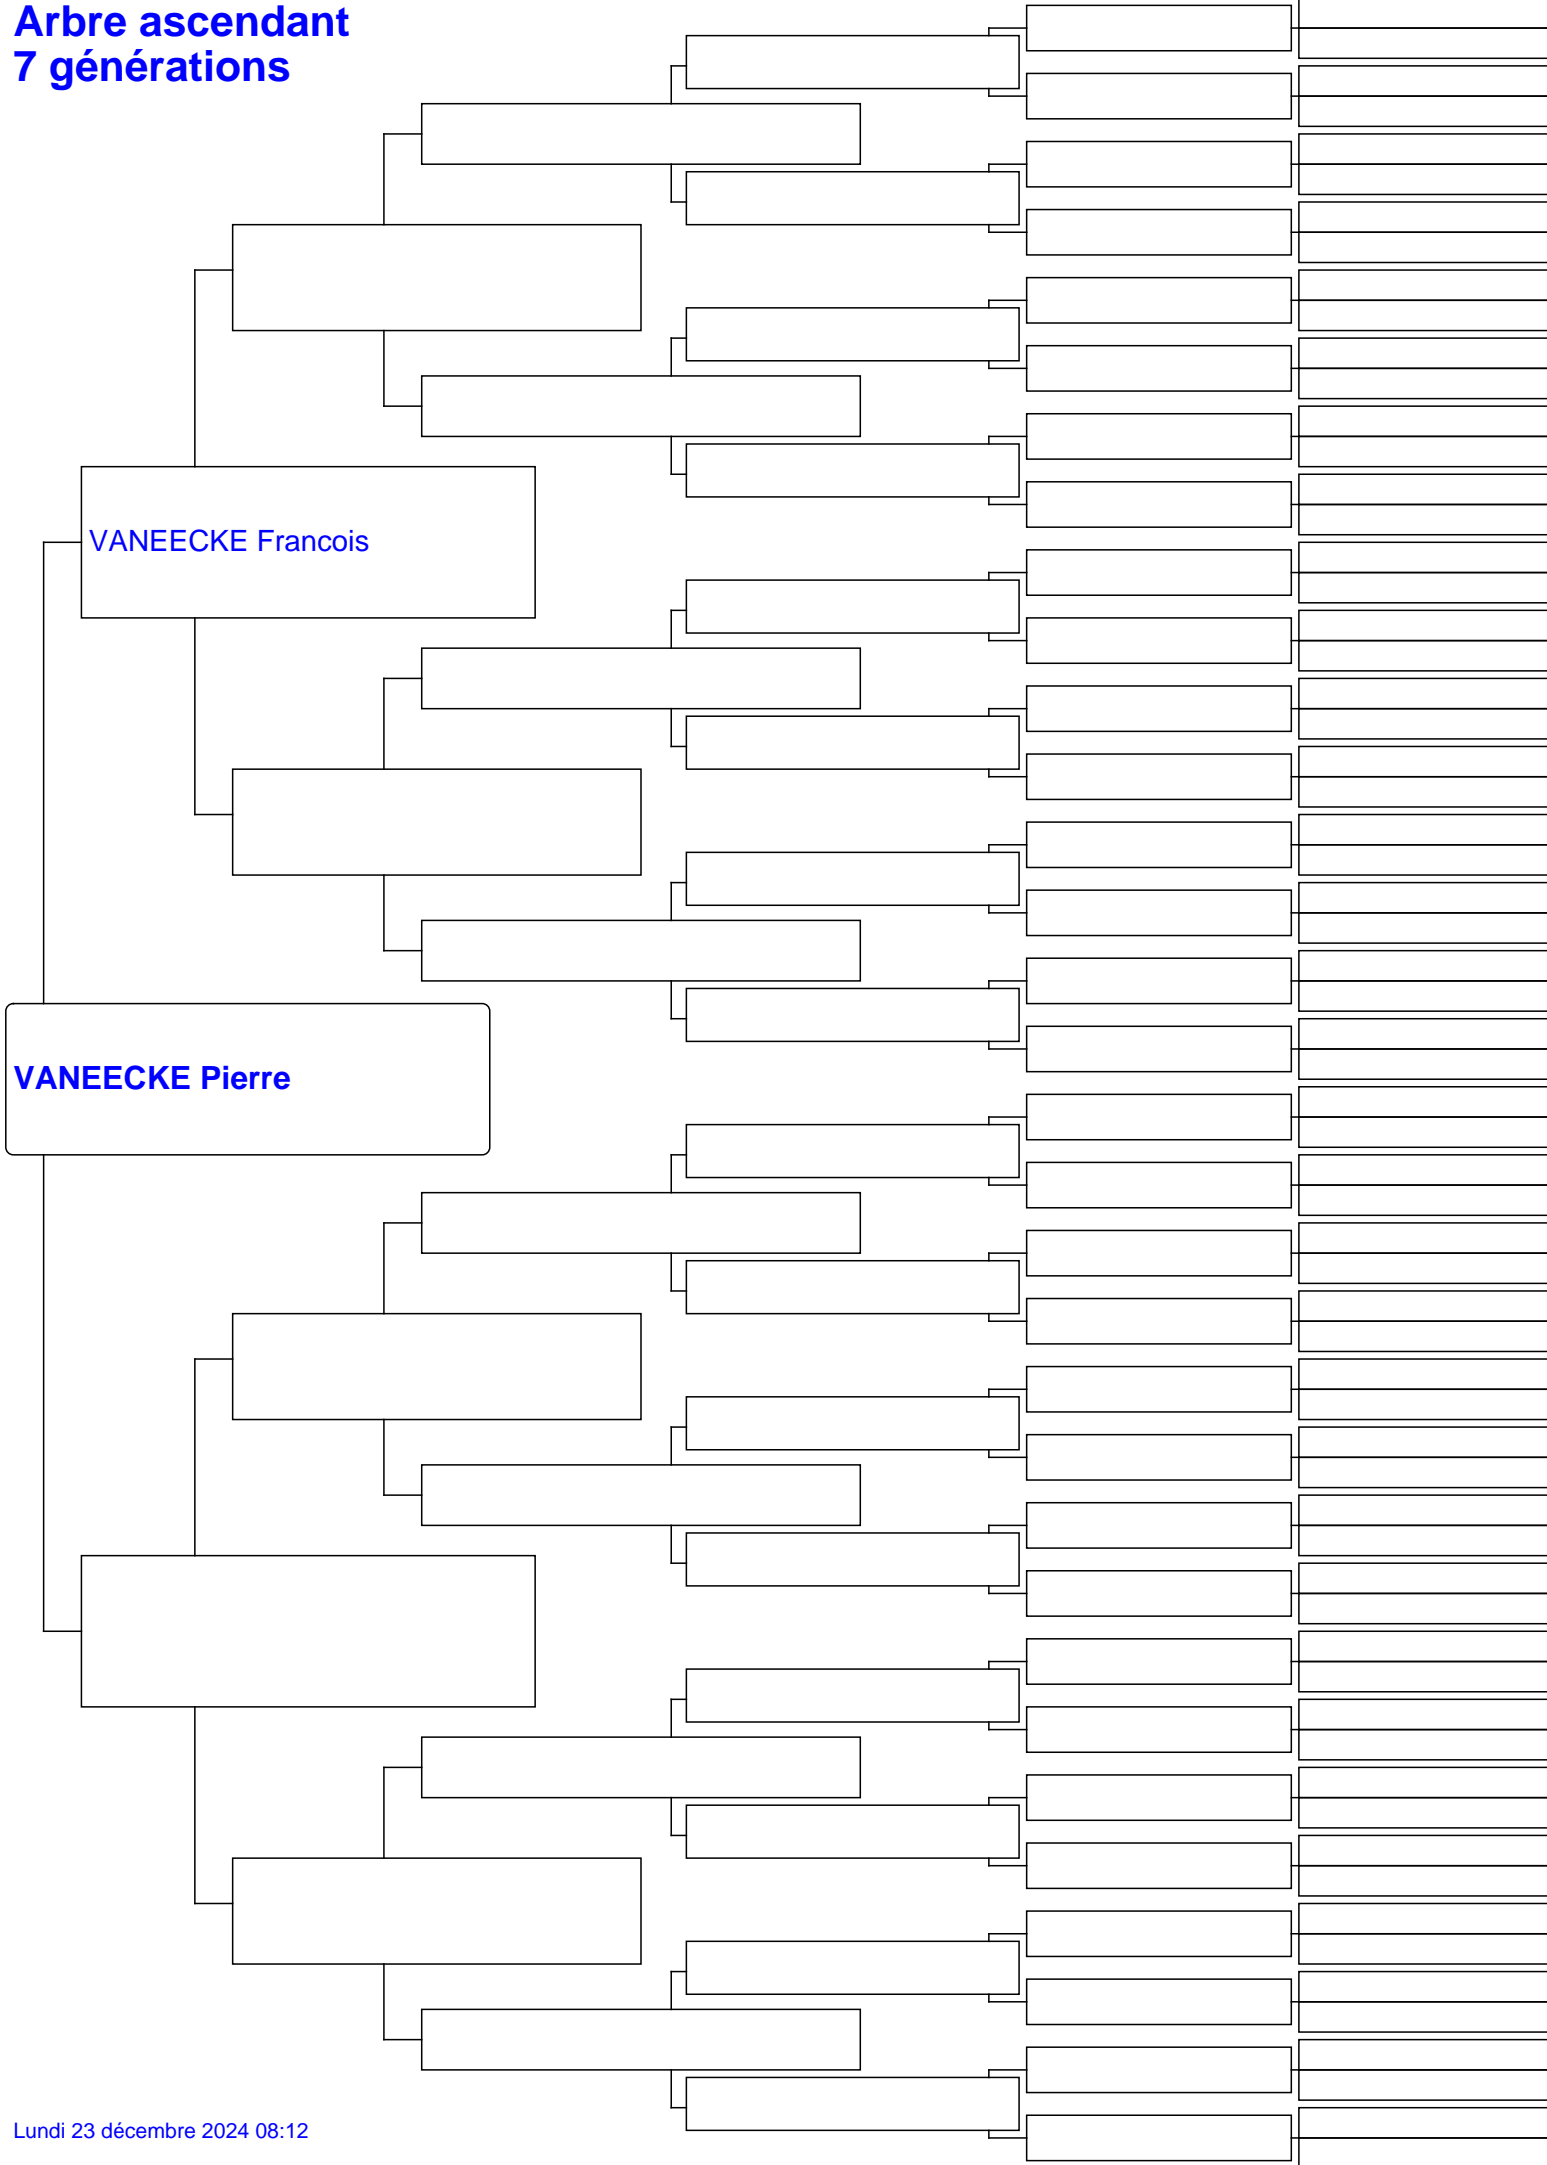 Arbre ascendant
7 générations
VANEECKE Francois
VANEECKE Pierre
Lundi 23 décembre 2024 08:12